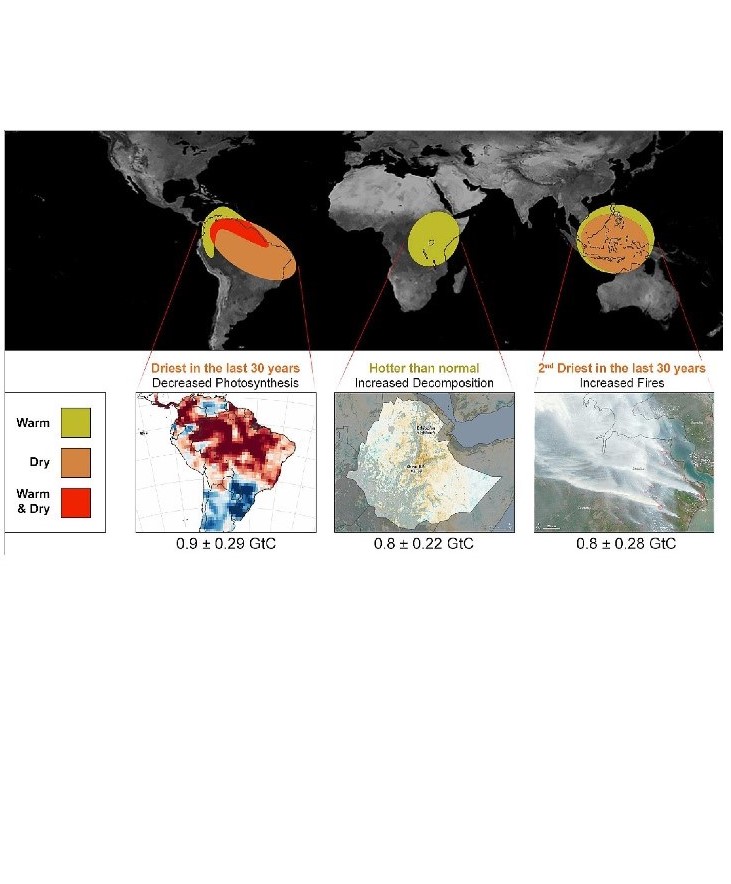 Driest in the last 30 years
Decreased Photosynthesis
Hotter than normal
Increased Decomposition
2nd Driest in the last 30 years
Increased Fires
Warm
Dry
Warm
& Dry
0.9 ± 0.29 GtC
0.8 ± 0.22 GtC
0.8 ± 0.28 GtC